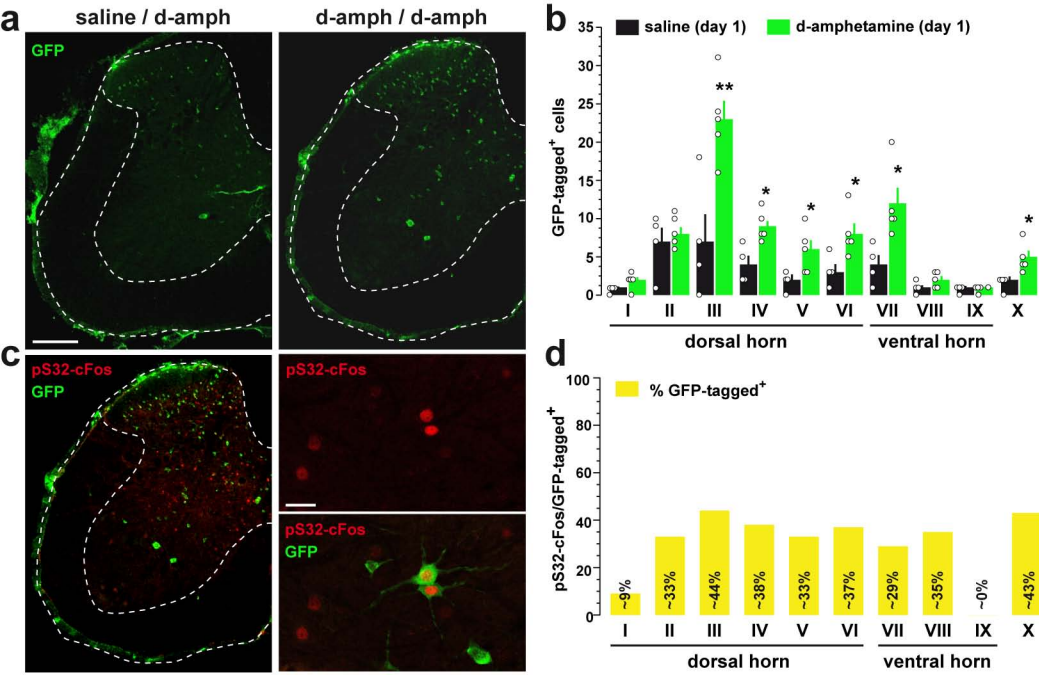 a
saline / d-amph
d-amph / d-amph
GFP
b
saline (day 1)
d-amphetamine (day 1)
GFP-tagged+ cells
35
30
25
20
15
10
5
0
**
*
*
*
*
*
I II III IV V VI VII VIII IX X
dorsal horn
ventral horn
c
pS32-cFos
GFP
pS32-cFos
pS32-cFos
GFP
d
% GFP-tagged+
pS32-cFos/GFP-tagged+
100
80
60
40
20
0
~9% ~33% ~44% ~38% ~33% ~37% ~29% ~35% ~0% ~43%
I II III IV V VI VII VIII IX X
dorsal horn
ventral horn